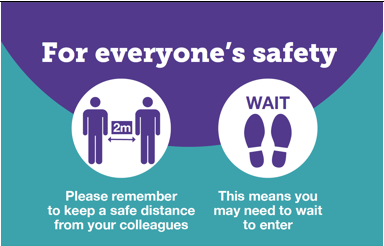 For everyone's safety
2m
WAIT
Please remember
to keep a safe distance
from your colleagues
This means you
may need to wait
to enter